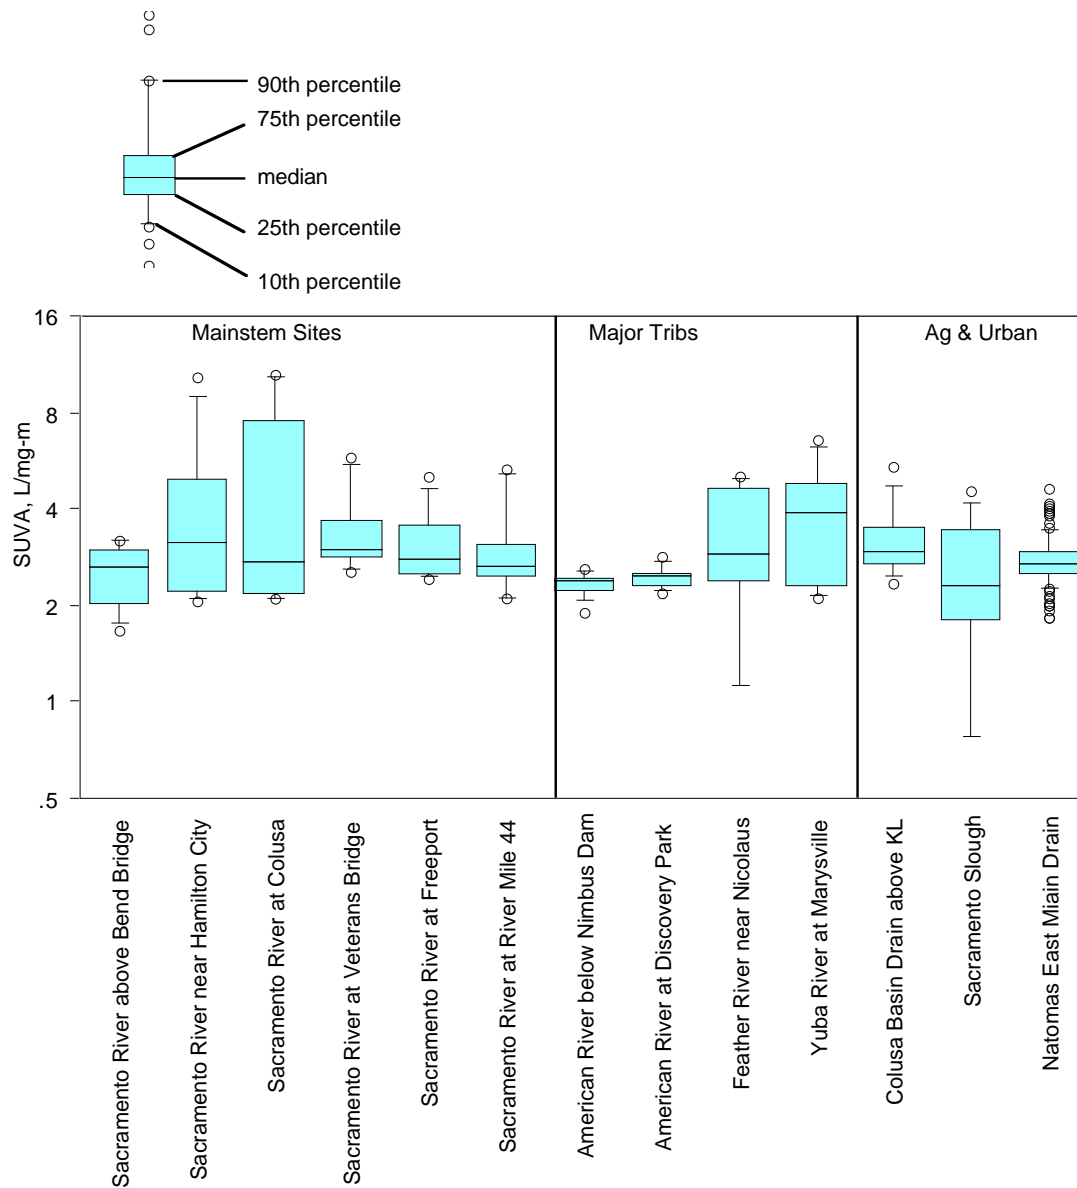 90th percentile
75th percentile
median
25th percentile
10th percentile
Mainstem Sites
Major Tribs
Ag & Urban
SUVA, L/mg-m
16
8
4
2
1
.5
Sacramento River above Bend Bridge
Sacramento River near Hamilton City
Sacramento River at Colusa
Sacramento River at Veterans Bridge
Sacramento River at Freeport
Sacramento River at River Mile 44
American River below Nimbus Dam
American River at Discovery Park
Feather River near Nicolaus
Yuba River at Marysville
Colusa Basin Drain above KL
Sacramento Slough
Natomas East Miain Drain